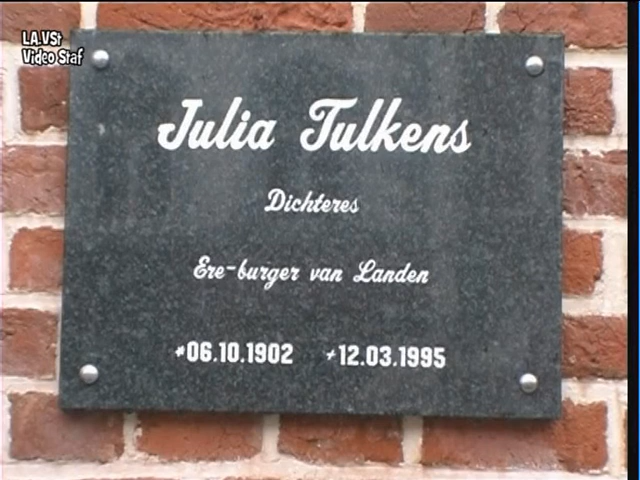 LA.VSt
Video Staf
Julia Tulkens
Dichteres
Ere-burger van Landen
*06.10.1902 +12.03.1995